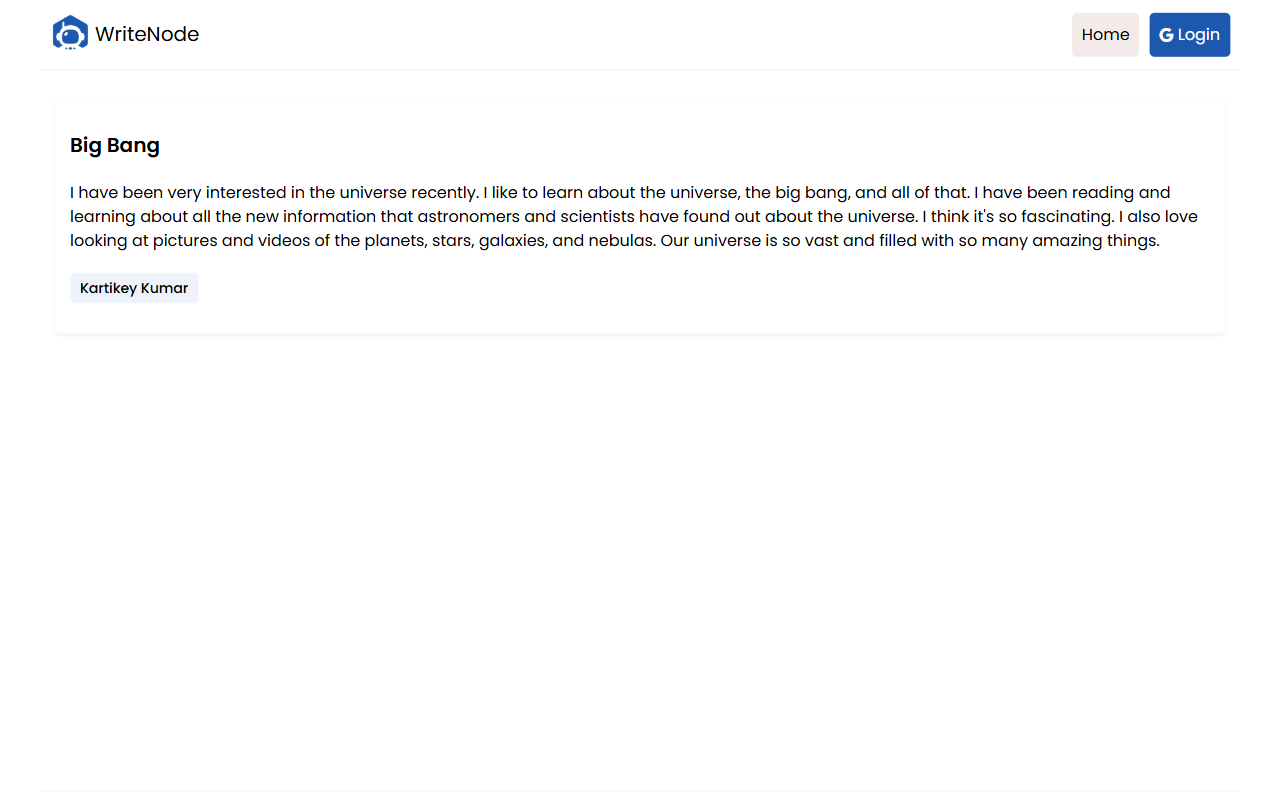 WriteNode
Home
G Login
Big Bang
I have been very interested in the universe recently. I like to learn about the universe, the big bang, and all of that. I have been reading and
learning about all the new information that astronomers and scientists have found out about the universe. I think it's so fascinating. I also love
looking at pictures and videos of the planets, stars, galaxies, and nebulas. Our universe is so vast and filled with so many amazing things.
Kartikey Kumar